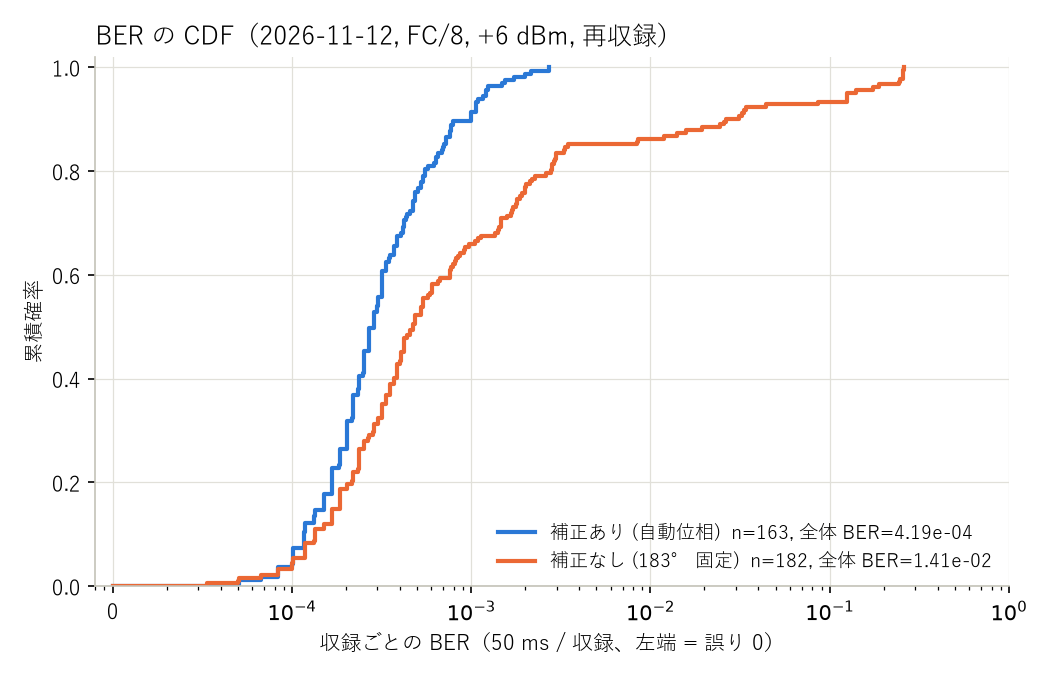 BER の CDF（2026-11-12, FC/8, +6 dBm, 再収録）
1.0
0.8
0.6
0.4
0.2
0.0
累積確率
補正あり (自動位相) n=163, 全体 BER=4.19e-04
補正なし (183° 固定) n=182, 全体 BER=1.41e-02
0 10⁻⁴ 10⁻³ 10⁻² 10⁻¹ 10⁰
収録ごとの BER（50 ms / 収録、左端 = 誤り 0）